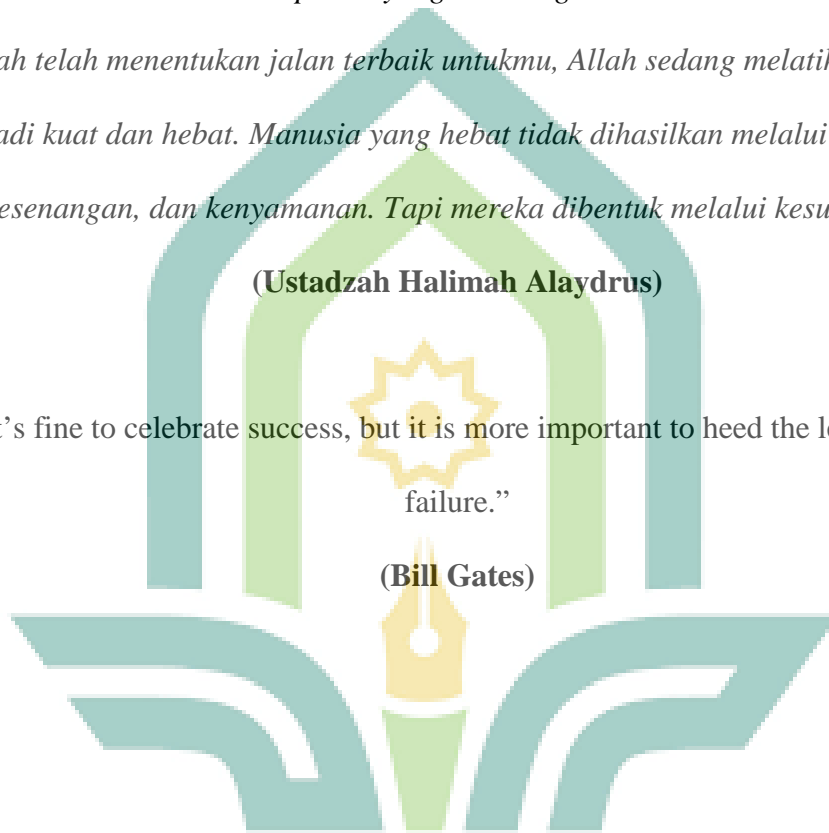 ah telah menentukan jalan terbaik untukmu, Allah sedang melatih
adi kuat dan hebat. Manusia yang hebat tidak dihasilkan melalui
esenangan, dan kenyamanan. Tapi mereka dibentuk melalui kesu
(Ustadzah Halimah Alaydrus)
t’s fine to celebrate success, but it is more important to heed the le
failure.”
(Bill Gates)